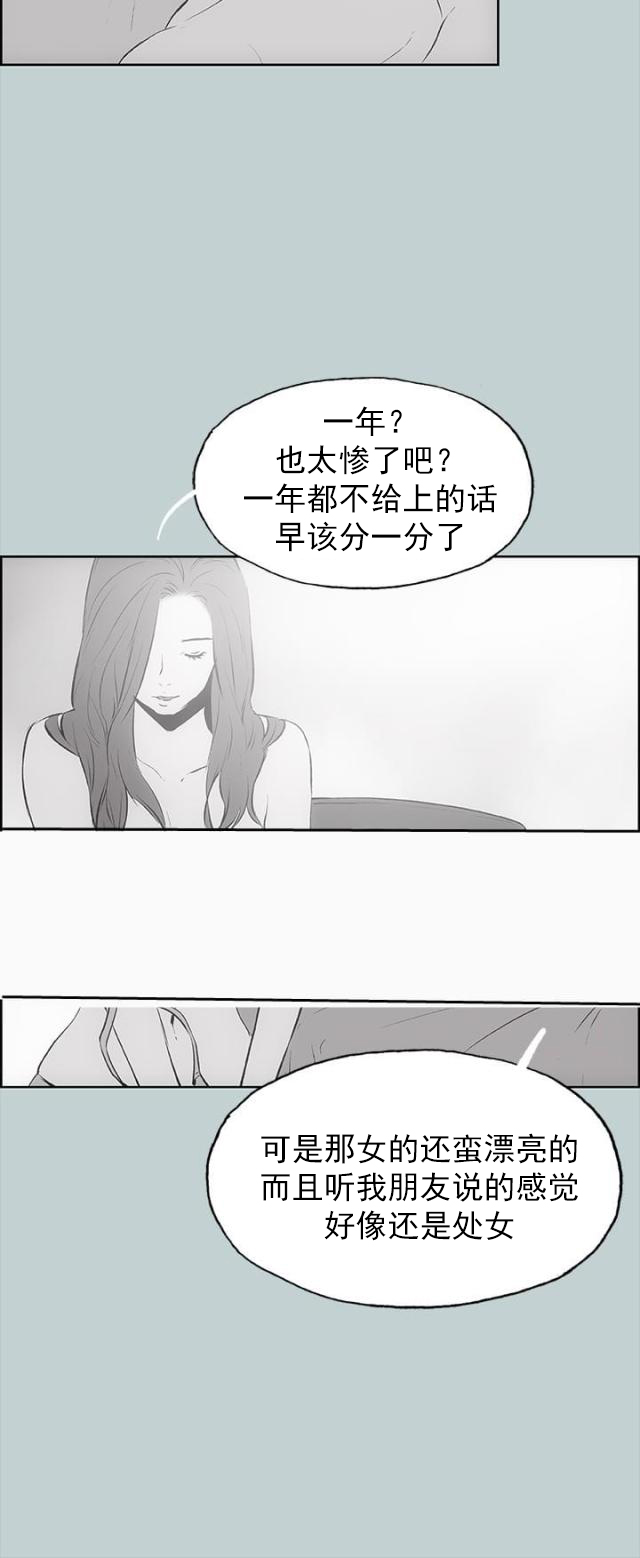 一年?
也太惨了吧?
一年都不给上的话
早该分一分了
可是那女的还蛮漂亮的
而且听我朋友说的感觉
好像还是处女